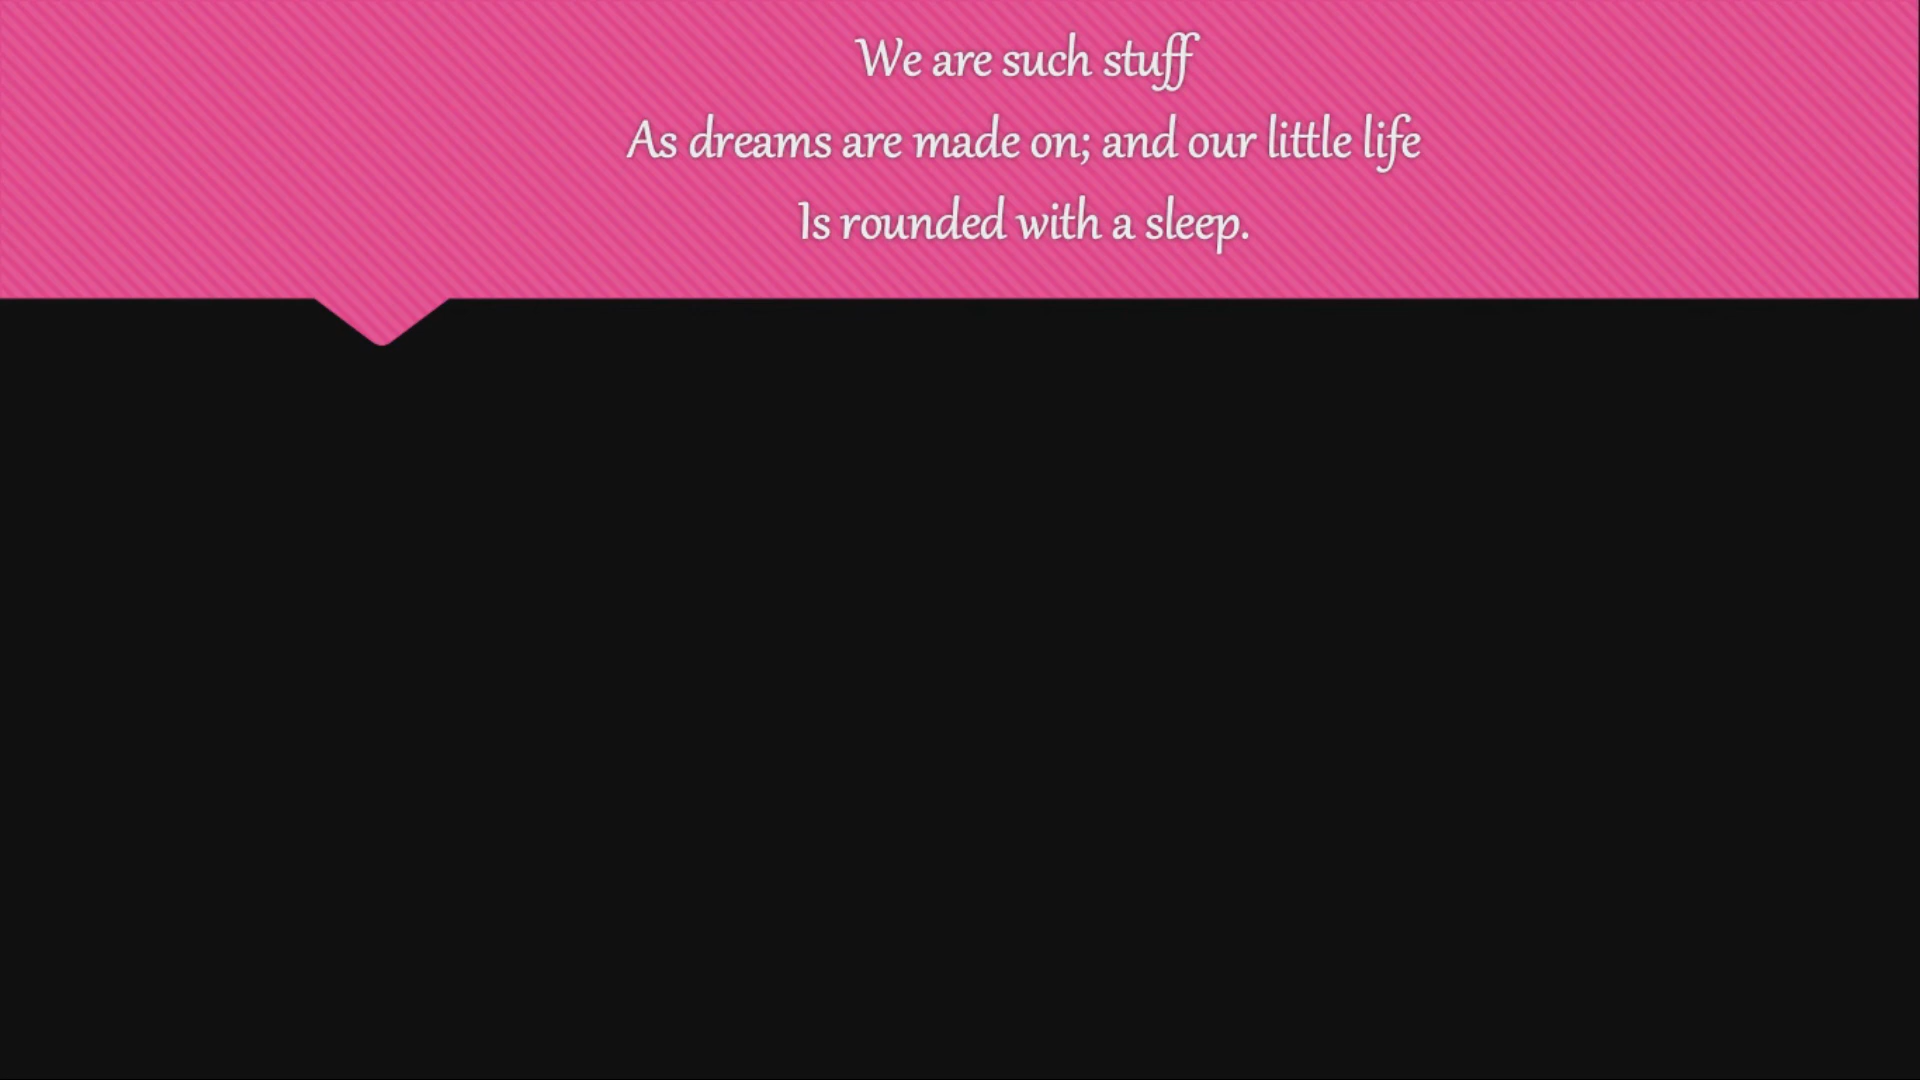 We are such stuff
As dreams are made on; and our little life
Is rounded with a sleep.